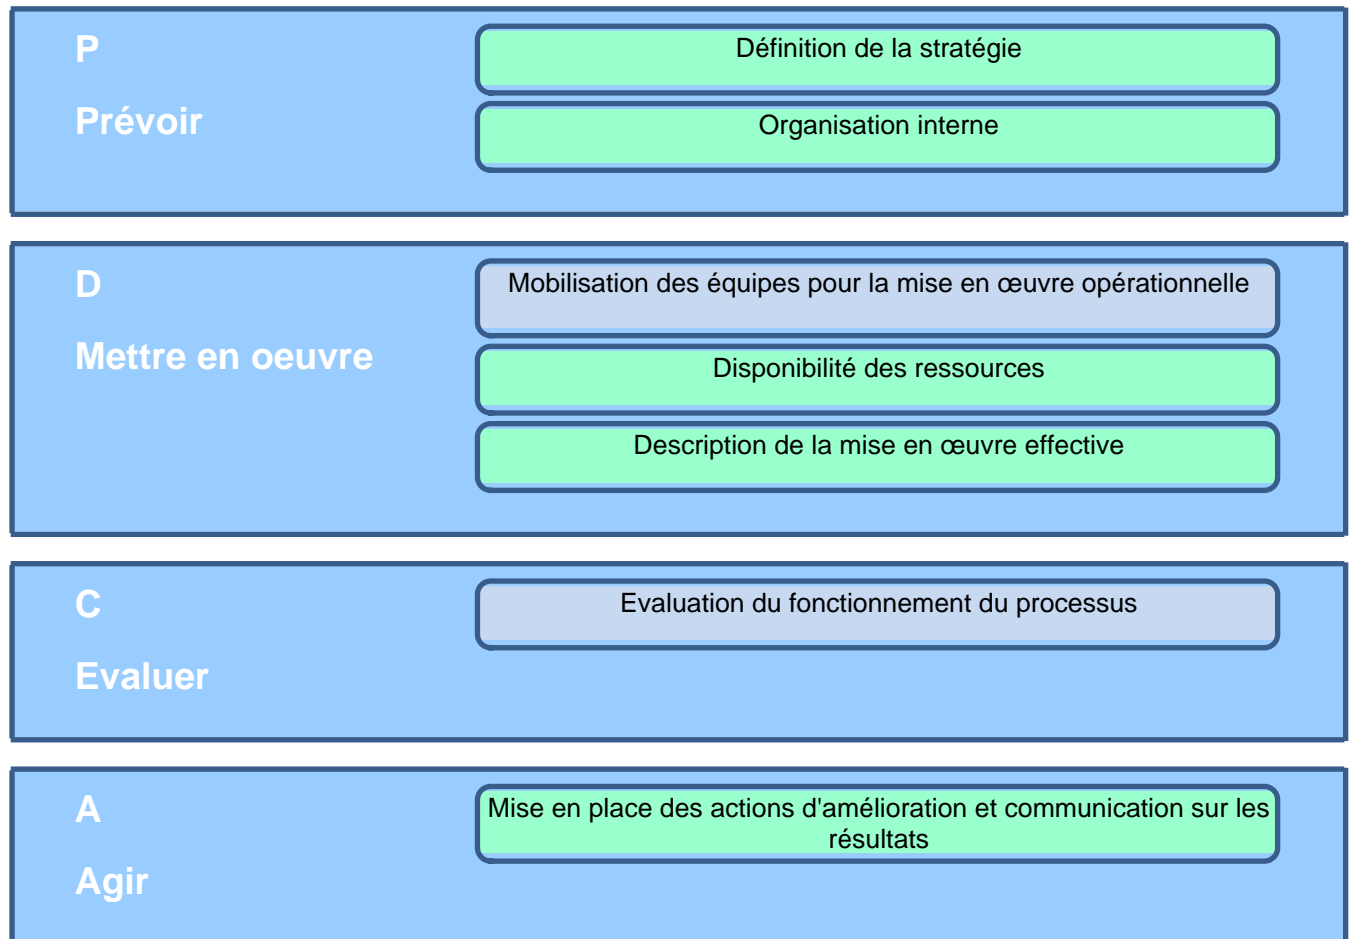 P
Définition de la stratégie
Prévoir
Organisation interne
D
Mobilisation des équipes pour la mise en œuvre opérationnelle
Mettre en oeuvre
Disponibilité des ressources
Description de la mise en œuvre effective
C
Evaluation du fonctionnement du processus
Evaluer
A
Mise en place des actions d'amélioration et communication sur les
résultats
Agir